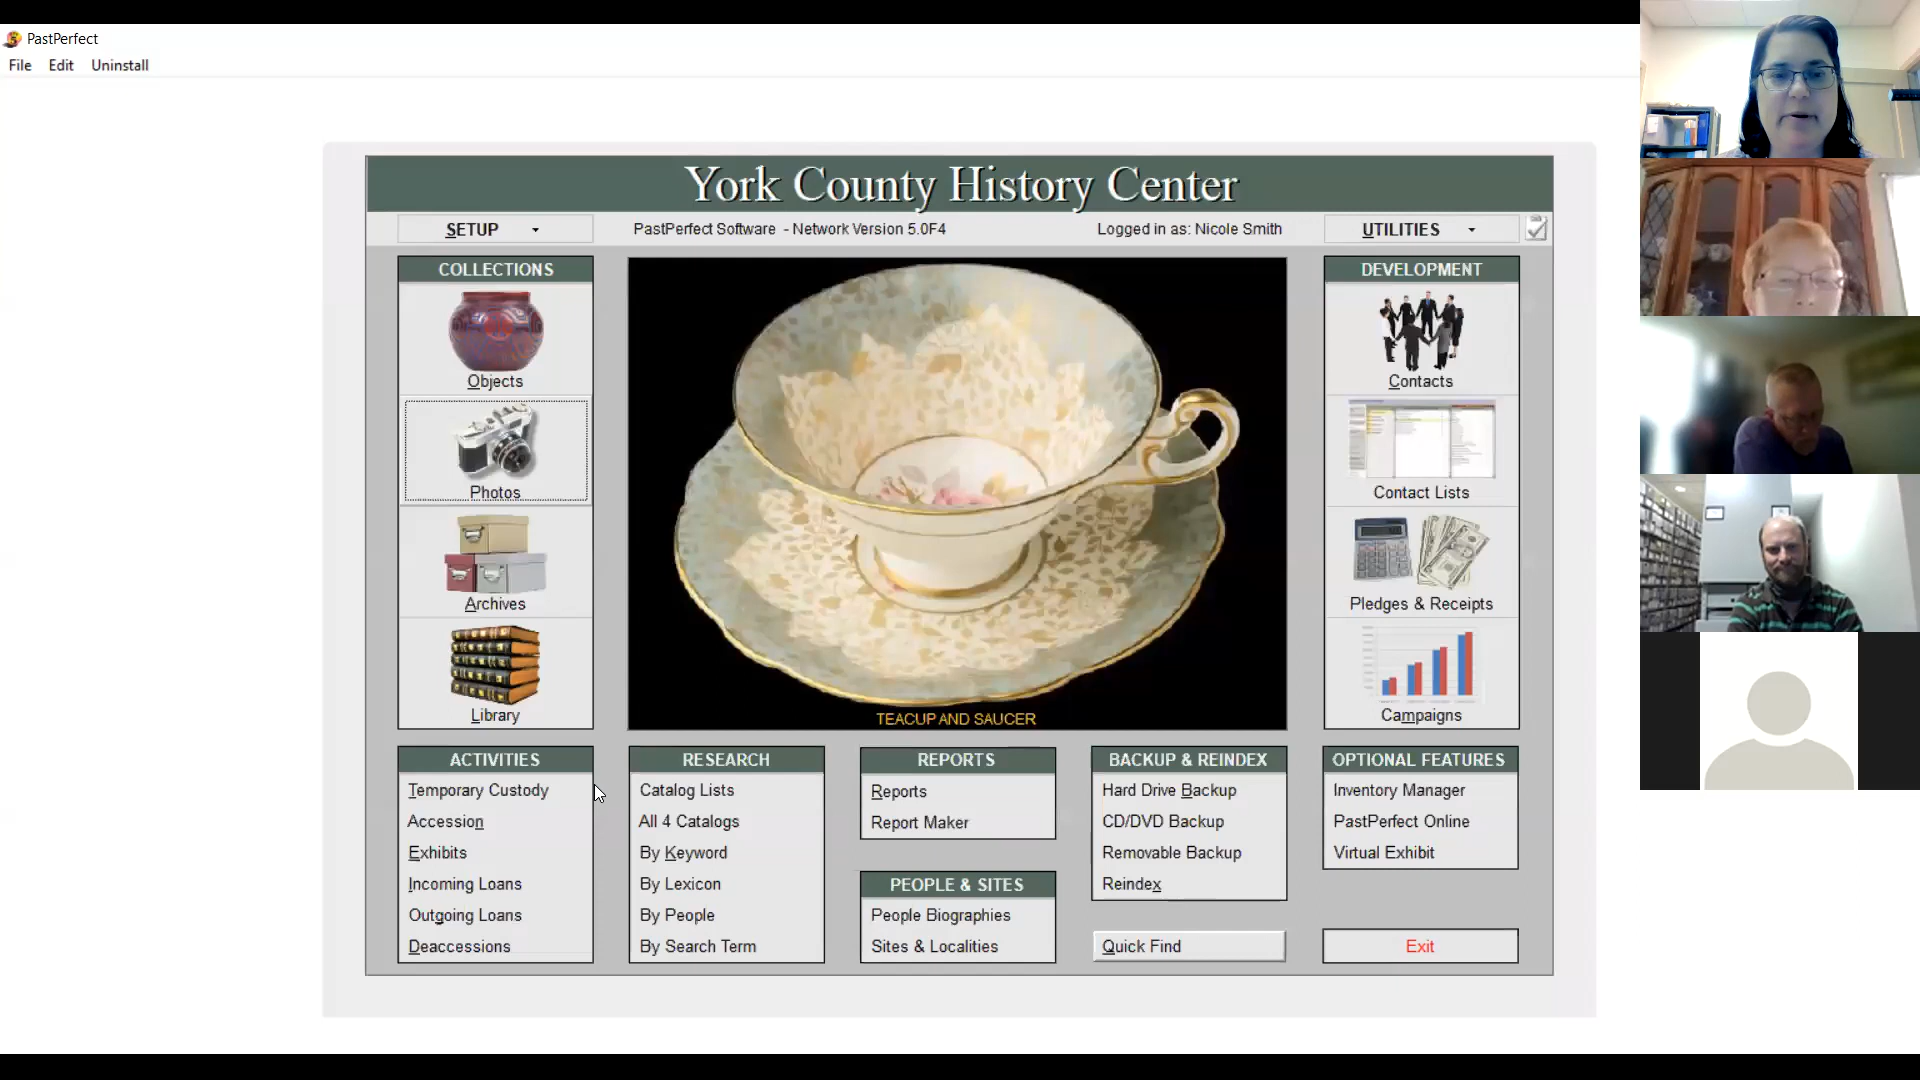 PastPerfect
File Edit Uninstall
York County History Center
SETUP
PastPerfect Software - Network Version 5.0F4
Logged in as: Nicole Smith
UTILITIES
COLLECTIONS
Objects
Photos
Archives
Library
TEACUP AND SAUCER
DEVELOPMENT
Contacts
Contact Lists
Pledges & Receipts
Campaigns
ACTIVITIES
Temporary Custody
Accession
Exhibits
Incoming Loans
Outgoing Loans
Deaccessions
RESEARCH
Catalog Lists
All 4 Catalogs
By Keyword
By Lexicon
By People
By Search Term
REPORTS
Reports
Report Maker
PEOPLE & SITES
People Biographies
Sites & Localities
BACKUP & REINDEX
Hard Drive Backup
CD/DVD Backup
Removable Backup
Reindex
Quick Find
OPTIONAL FEATURES
Inventory Manager
PastPerfect Online
Virtual Exhibit
Exit